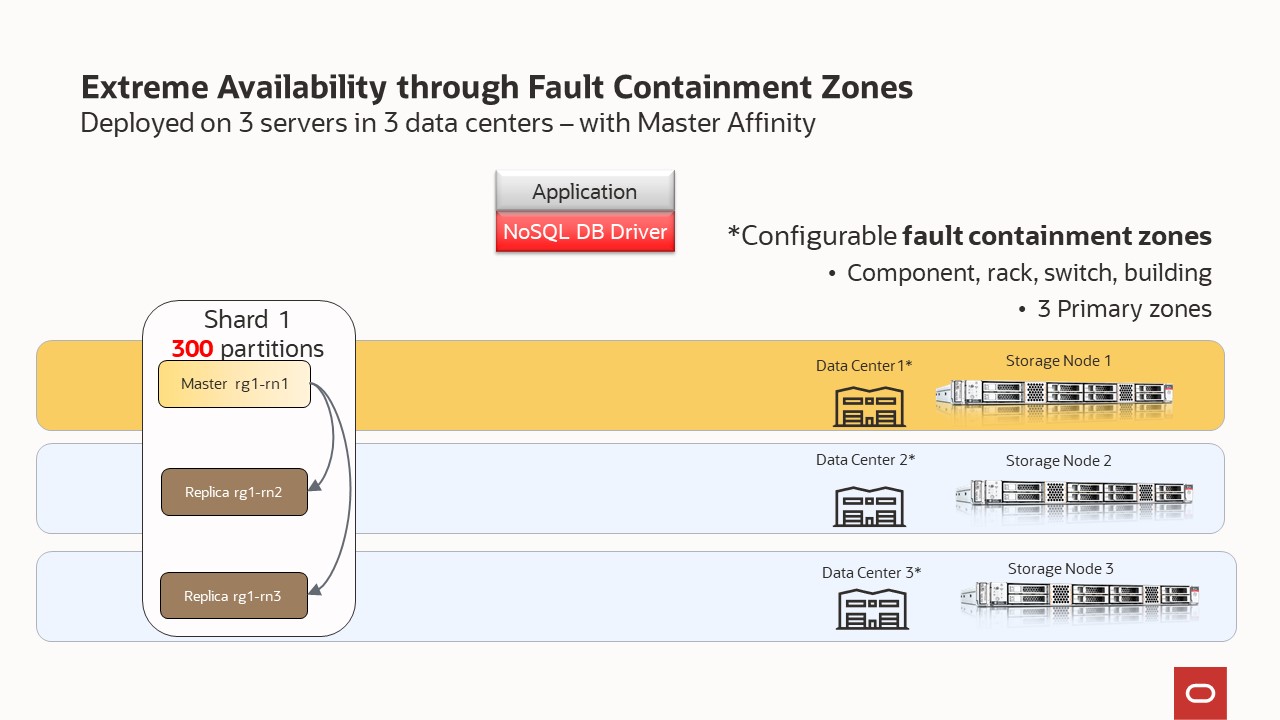 Extreme Availability through Fault Containment Zones
Deployed on 3 servers in 3 data centers – with Master Affinity
Application
NoSQL DB Driver
*Configurable fault containment zones
• Component, rack, switch, building
• 3 Primary zones
Shard 1
300 partitions
Master rg1-rn1
Data Center1*
Storage Node 1
Replica rg1-rn2
Data Center 2*
Storage Node 2
Replica rg1-rn3
Data Center 3*
Storage Node 3